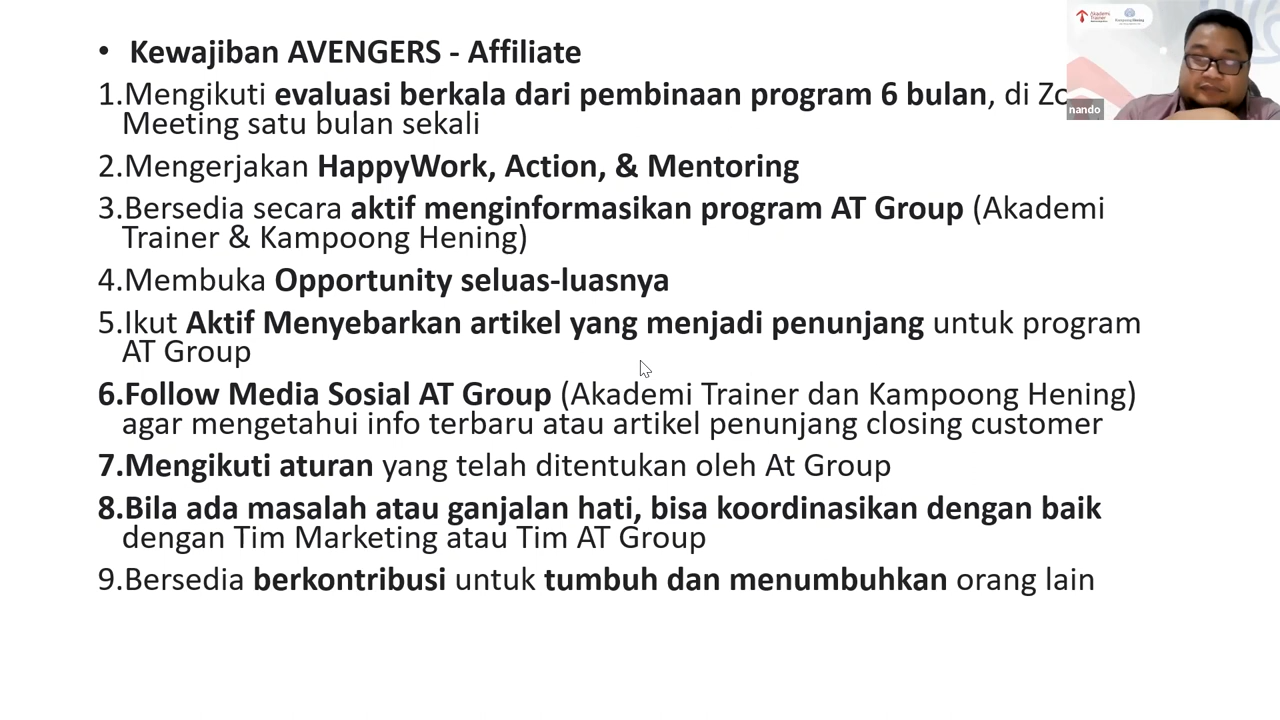 • Kewajiban AVENGERS - Affiliate
1.Mengikuti evaluasi berkala dari pembinaan program 6 bulan, di
Meeting satu bulan sekali
2.Mengerjakan HappyWork, Action, & Mentoring
3.Bersedia secara aktif menginformasikan program AT Group (Akademi
Trainer & Kampoong Hening)
4.Membuka Opportunity seluas-luasnya
5.Ikut Aktif Menyebarkan artikel yang menjadi penunjang untuk program
AT Group
6.Follow Media Sosial AT Group (Akademi Trainer dan Kampoong Hening)
agar mengetahui info terbaru atau artikel penunjang closing customer
7.Mengikuti aturan yang telah ditentukan oleh At Group
8.Bila ada masalah atau ganjalan hati, bisa koordinasikan dengan baik
dengan Tim Marketing atau Tim AT Group
9.Bersedia berkontribusi untuk tumbuh dan menumbuhkan orang lain
Akademi
Trainer
nando